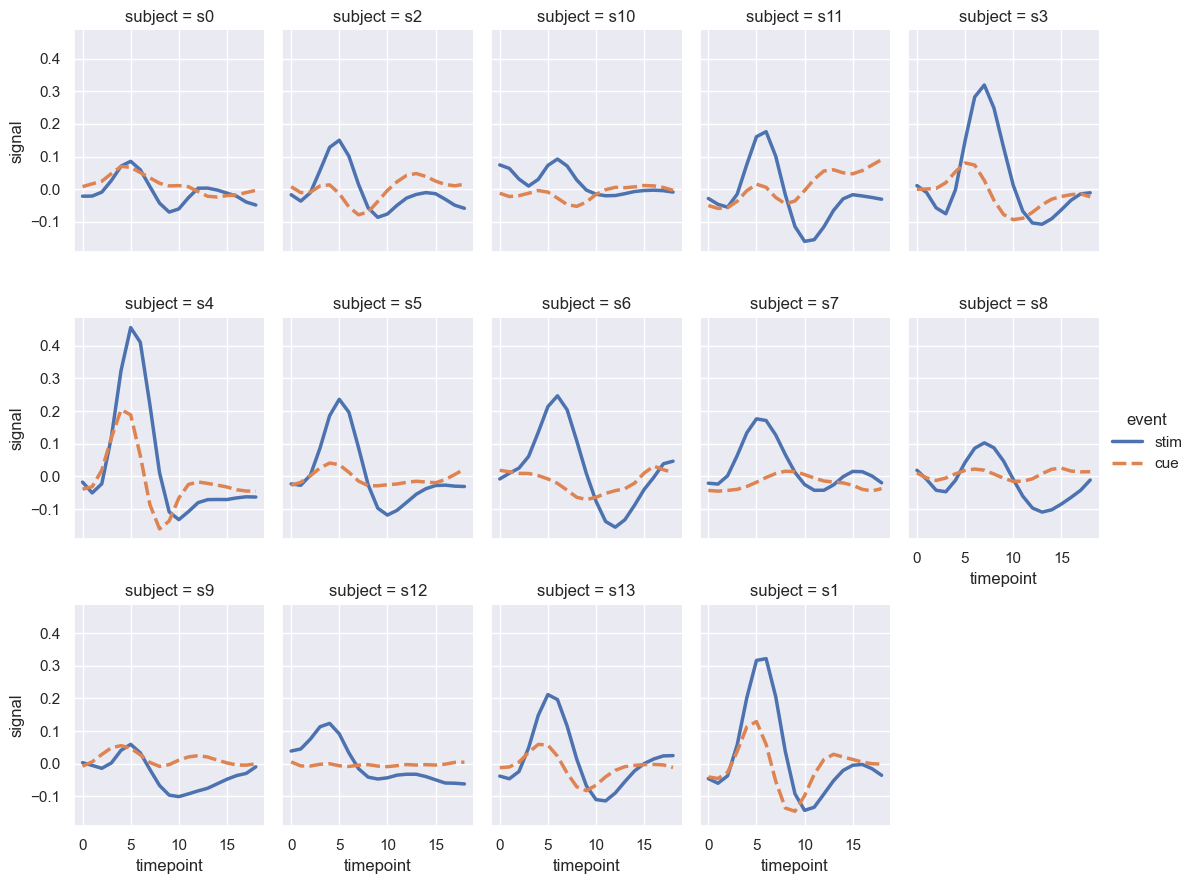 subject = s0
subject = s2
subject = s10
subject = s11
subject = s3
signal
0.4
0.3
0.2
0.1
0.0
−0.1
subject = s4
subject = s5
subject = s6
subject = s7
subject = s8
signal
0.4
0.3
0.2
0.1
0.0
−0.1
0 5 10 15
timepoint
event
stim
cue
subject = s9
subject = s12
subject = s13
subject = s1
signal
0.4
0.3
0.2
0.1
0.0
−0.1
0 5 10 15
timepoint
0 5 10 15
timepoint
0 5 10 15
timepoint
0 5 10 15
timepoint